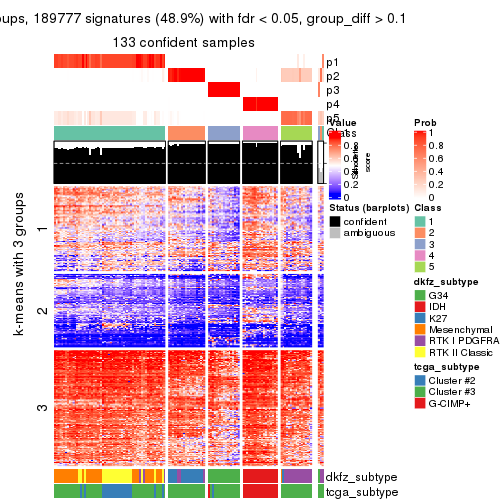 oups, 189777 signatures (48.9%) with fdr < 0.05, group_diff > 0.1
133 confident samples
p1
p2
p3
p4
p5
Class
Silhouette
score
k-means with 3 groups
1
2
3
dkfz_subtype
tcga_subtype
Value
1
0.8
0.6
0.4
0.2
0
Prob
1
0.8
0.6
0.4
0.2
0
Status (barplots)
confident
ambiguous
Class
1
2
3
4
5
dkfz_subtype
G34
IDH
K27
Mesenchymal
RTK I PDGFRA
RTK II Classic
tcga_subtype
Cluster #2
Cluster #3
G-CIMP+